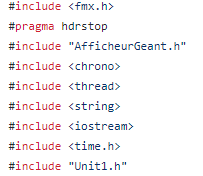 #include <fmx.h>
#pragma hdrstop
#include "AfficheurGeant.h"
#include <chrono>
#include <thread>
#include <string>
#include <iostream>
#include <time.h>
#include "Unit1.h"